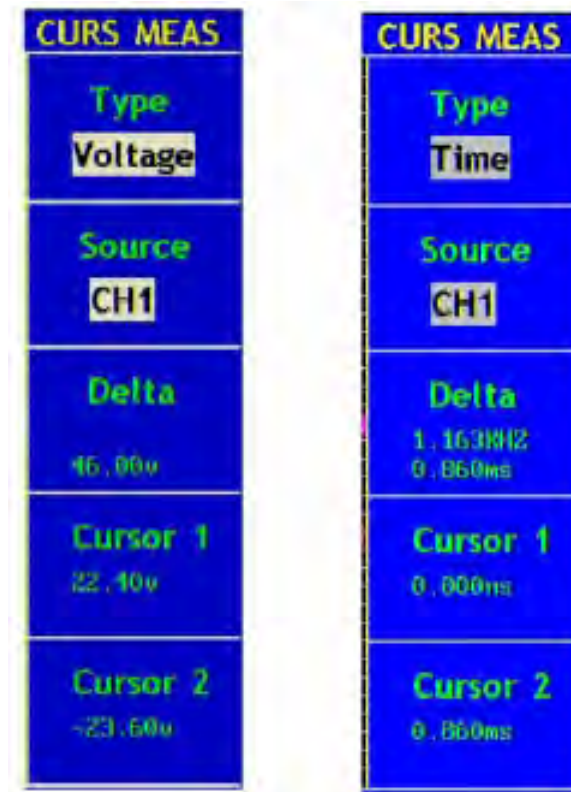 CURS MEAS
Type
Voltage
Source
CH1
Delta
46.00v
Cursor 1
22.40v
Cursor 2
-23.60v
CURS MEAS
Type
Time
Source
CH1
Delta
1.163KHZ
0.860ms
Cursor 1
0.000ns
Cursor 2
0.860ms